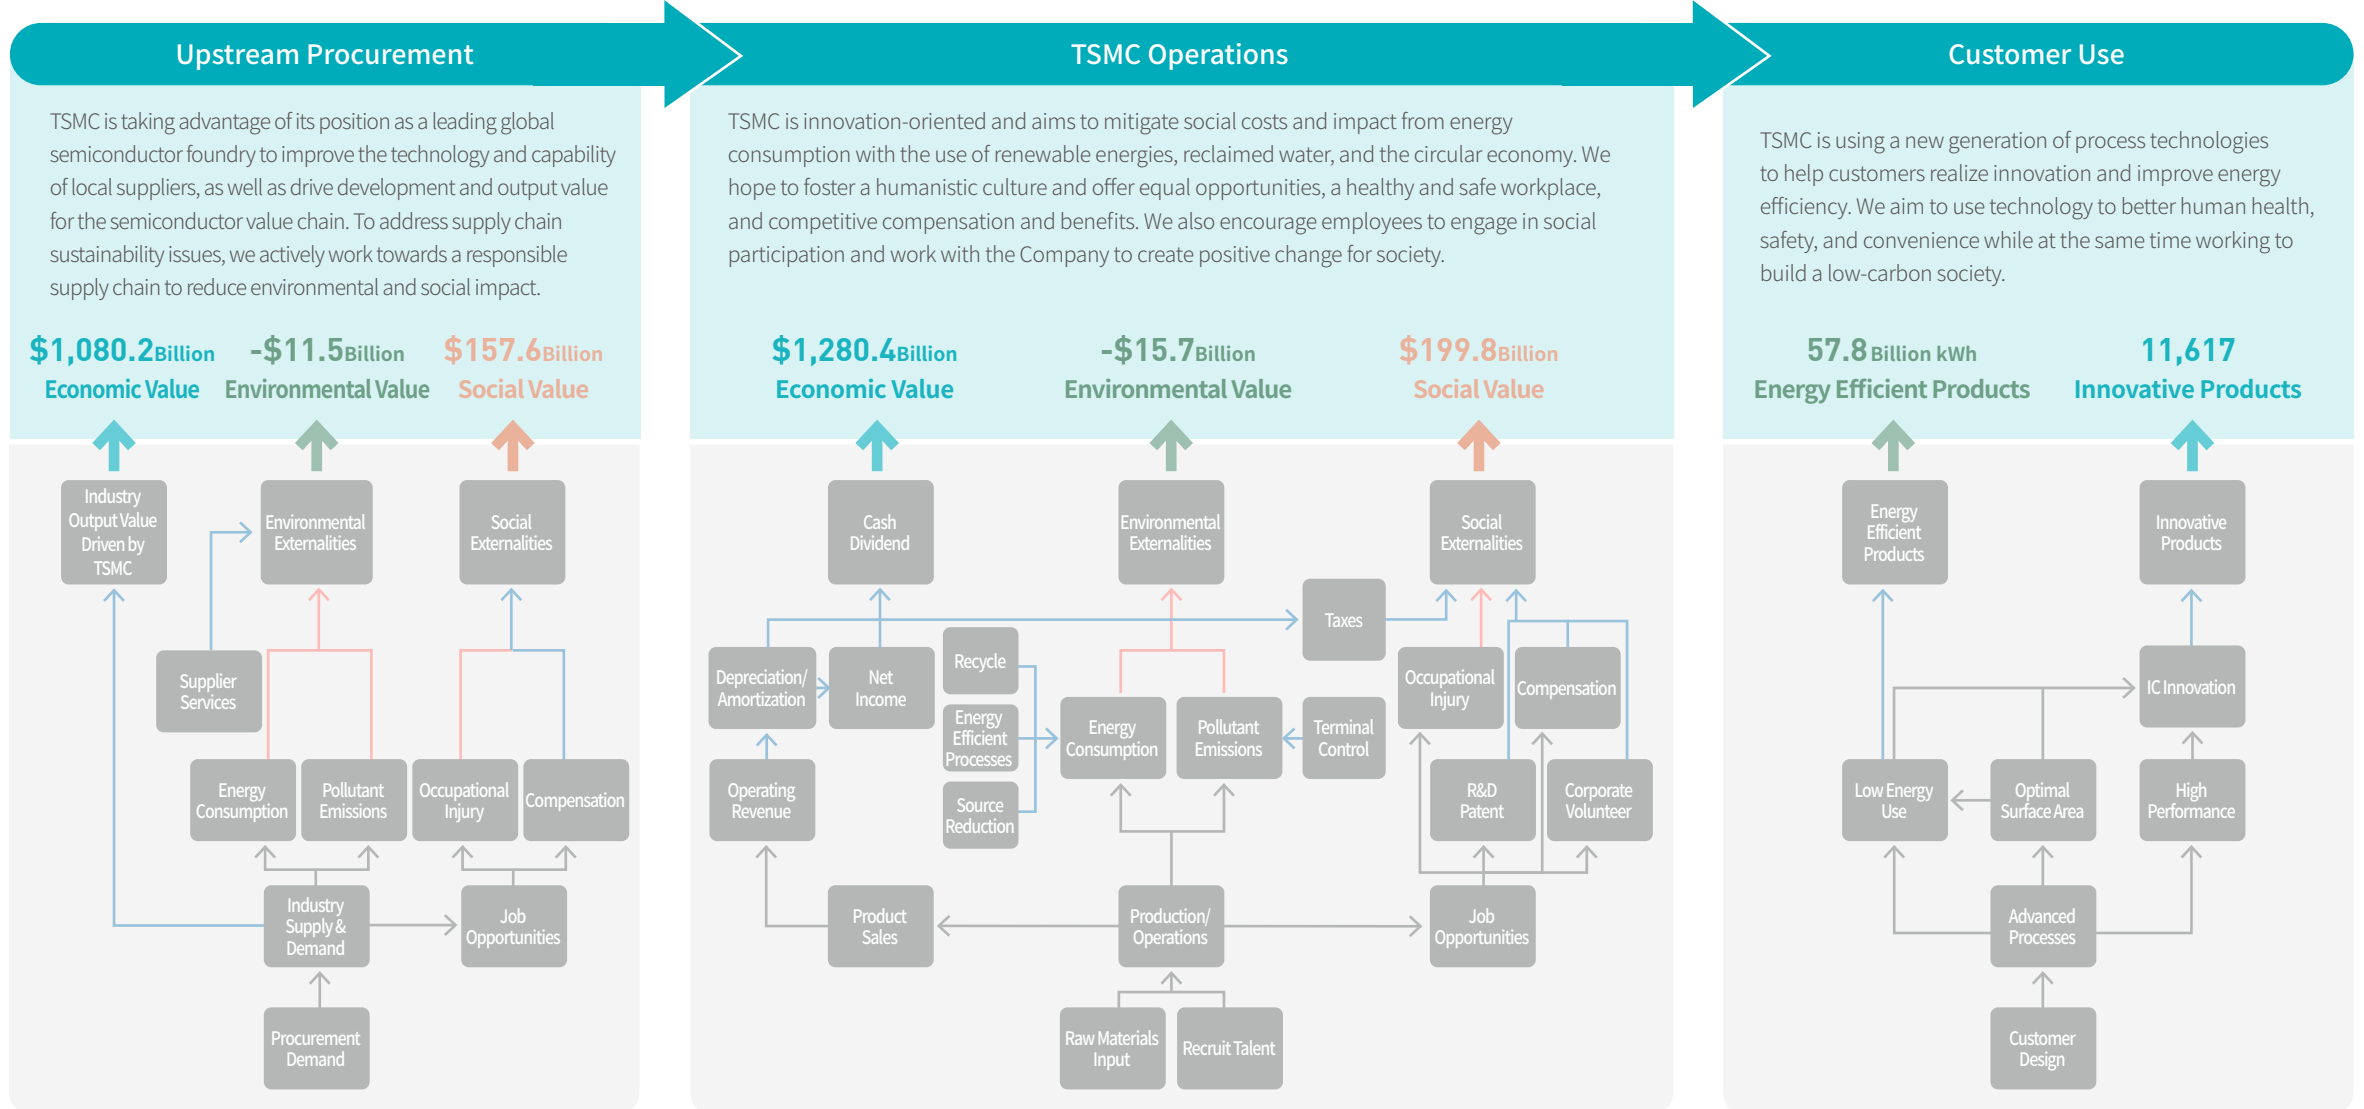 Upstream Procurement
TSMC is taking advantage of its position as a leading global
semiconductor foundry to improve the technology and capability
of local suppliers, as well as drive development and output value
for the semiconductor value chain. To address supply chain
sustainability issues, we actively work towards a responsible
supply chain to reduce environmental and social impact.
$1,080.2Billion
Economic Value
-$11.5Billion
Environmental Value
$157.6Billion
Social Value
Industry
Output Value
Driven by
TSMC
Environmental
Externalities
Social
Externalities
Supplier
Services
Energy
Consumption
Pollutant
Emissions
Occupational
Injury
Compensation
Industry
Supply &
Demand
Job
Opportunities
Procurement
Demand
TSMC Operations
TSMC is innovation-oriented and aims to mitigate social costs and impact from energy
consumption with the use of renewable energies, reclaimed water, and the circular economy. We
hope to foster a humanistic culture and offer equal opportunities, a healthy and safe workplace,
and competitive compensation and benefits. We also encourage employees to engage in social
participation and work with the Company to create positive change for society.
$1,280.4Billion
Economic Value
-$15.7Billion
Environmental Value
$199.8Billion
Social Value
Cash
Dividend
Environmental
Externalities
Social
Externalities
Taxes
Depreciation/
Amortization
Net
Income
Recycle
Energy
Efficient
Processes
Source
Reduction
Energy
Consumption
Pollutant
Emissions
Terminal
Control
Occupational
Injury
Compensation
Operating
Revenue
R&D
Patent
Corporate
Volunteer
Product
Sales
Production/
Operations
Job
Opportunities
Raw Materials
Input
Recruit Talent
Customer Use
TSMC is using a new generation of process technologies
to help customers realize innovation and improve energy
efficiency. We aim to use technology to better human health,
safety, and convenience while at the same time working to
build a low-carbon society.
57.8 Billion kWh
Energy Efficient Products
11,617
Innovative Products
Energy
Efficient
Products
Innovative
Products
IC Innovation
Low Energy
Use
Optimal
Surface Area
High
Performance
Advanced
Processes
Customer
Design